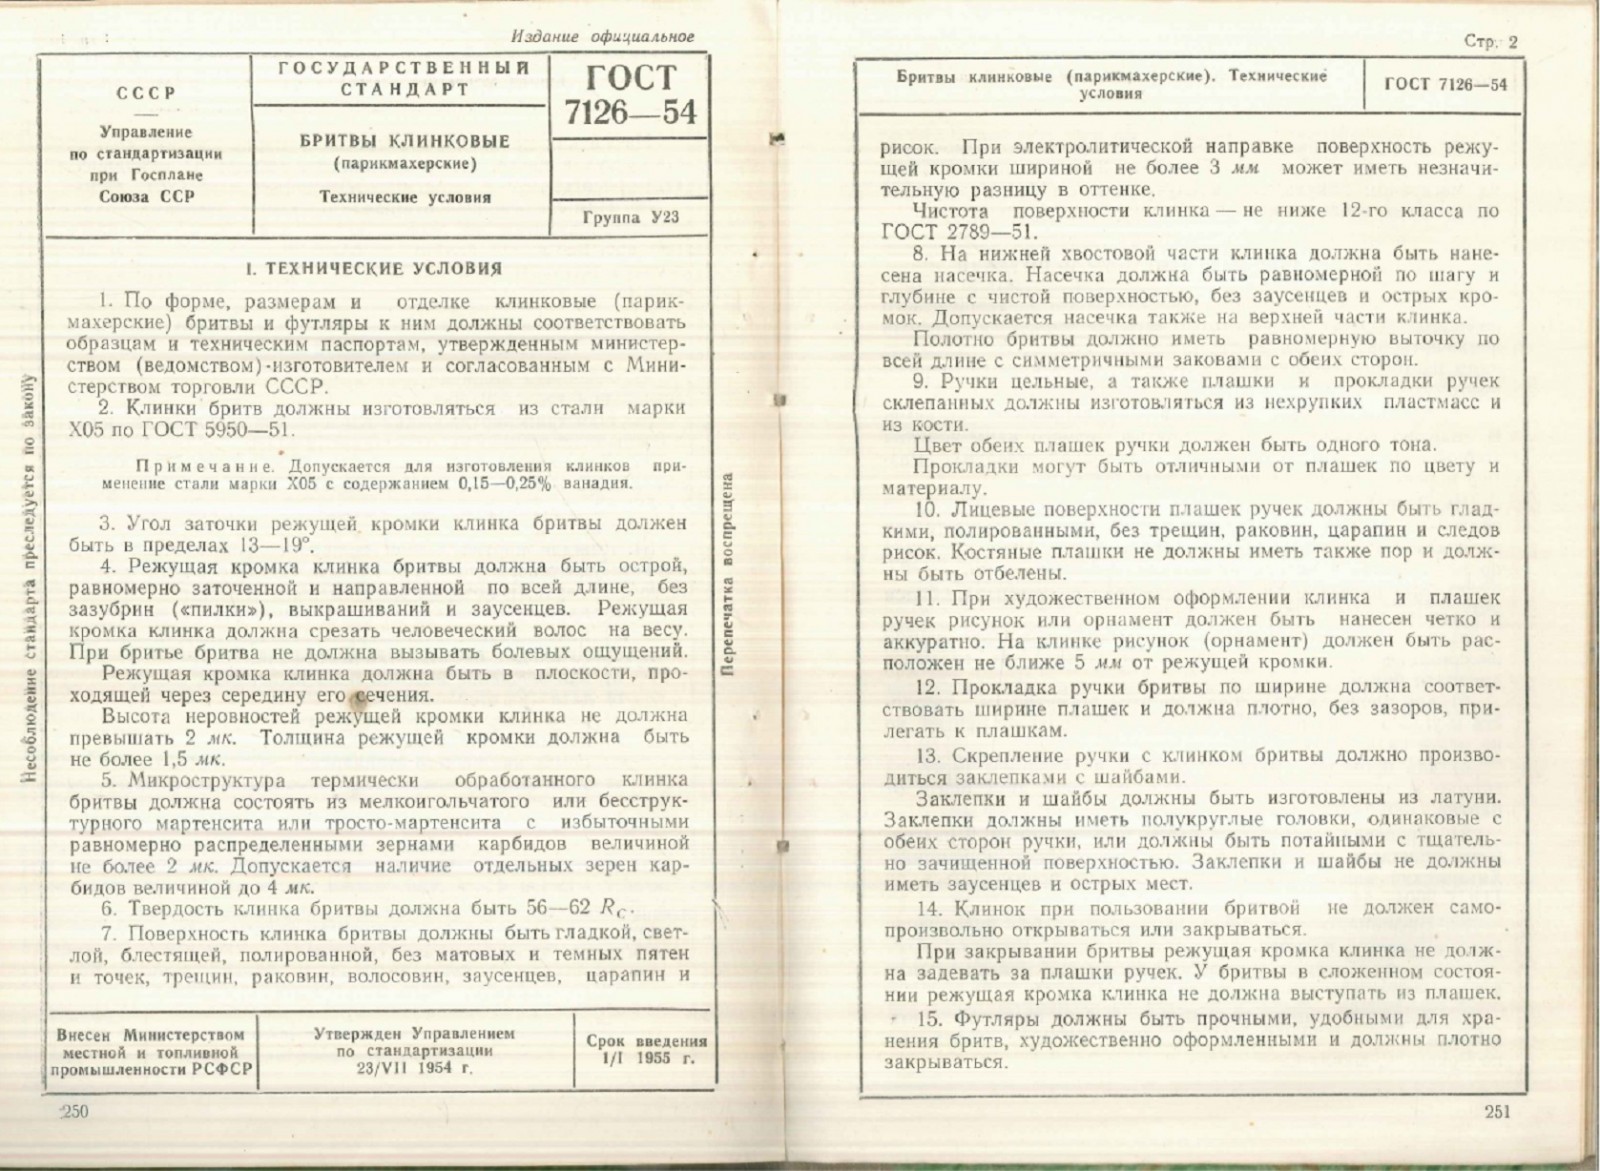 Издание официальное
СССР
Управление
по стандартизации
при Госплане
Союза ССР
ГОСУДАРСТВЕННЫЙ
СТАНДАРТ
БРИТВЫ КЛИНКОВЫЕ
(парикмахерские)
Технические условия
ГОСТ
7126—54
Группа У23
I. ТЕХНИЧЕСКИЕ УСЛОВИЯ
1. По форме, размерам и отделке клинковые (парик-
махерские) бритвы и футляры к ним должны соответствовать
образцам и техническим паспортам, утвержденным министер-
ством (ведомством)-изготовителем и согласованным с Мини-
стерством торговли СССР.
2. Клинки бритв должны изготовляться из стали марки
Х05 по ГОСТ 5950—51.
Примечание. Допускается для изготовления клинков при-
менение стали марки Х05 с содержанием 0,15—0,25% ванадия.
3. Угол заточки режущей кромки клинка бритвы должен
быть в пределах 13—19°.
4. Режущая кромка клинка бритвы должна быть острой,
равномерно заточенной и направленной по всей длине, без
зазубрин («пилки»), выкрашиваний и заусенцев. Режущая
кромка клинка должна срезать человеческий волос на весу.
При бритье бритва не должна вызывать болевых ощущений.
Режущая кромка клинка должна быть в плоскости, про-
ходящей через середину его сечения.
Высота неровностей режущей кромки клинка не должна
превышать 2 мк. Толщина режущей кромки должна быть
не более 1,5 мк.
5. Микроструктура термически обработанного клинка
бритвы должна состоять из мелкоигольчатого или бесструк-
турного мартенсита или тросто-мартенсита с избыточными
равномерно распределенными зернами карбидов величиной
не более 2 мк. Допускается наличие отдельных зерен кар-
бидов величиной до 4 мк.
6. Твердость клинка бритвы должна быть 56—62 RC.
7. Поверхность клинка бритвы должны быть гладкой, свет-
лой, блестящей, полированной, без матовых и темных пятен
и точек, трещин, раковин, волосовин, заусенцев, царапин и
Внесен Министерством
местной и топливной
промышленности РСФСР
Утвержден Управлением
по стандартизации
23/VII 1954 г.
Срок введения
1/I 1955 г.
Несоблюдение стандарта преследуется по закону
Перепечатка воспрещена
250
Стр. 2
Бритвы клинковые (парикмахерские). Технические
условия
ГОСТ 7126—54
рисок. При электролитической направке поверхность режу-
щей кромки шириной не более 3 мм может иметь незначи-
тельную разницу в оттенке.
Чистота поверхности клинка — не ниже 12-го класса по
ГОСТ 2789—51.
8. На нижней хвостовой части клинка должна быть нане-
сена насечка. Насечка должна быть равномерной по шагу и
глубине с чистой поверхностью, без заусенцев и острых кро-
мок. Допускается насечка также на верхней части клинка.
Полотно бритвы должно иметь равномерную выточку по
всей длине с симметричными заковами с обеих сторон.
9. Ручки цельные, а также плашки и прокладки ручек
склепанных должны изготовляться из нехрупких пластмасс и
из кости.
Цвет обеих плашек ручки должен быть одного тона.
Прокладки могут быть отличными от плашек по цвету и
материалу.
10. Лицевые поверхности плашек ручек должны быть глад-
кими, полированными, без трещин, раковин, царапин и следов
рисок. Костяные плашки не должны иметь также пор и долж-
ны быть отбелены.
11. При художественном оформлении клинка и плашек
ручек рисунок или орнамент должен быть нанесен четко и
аккуратно. На клинке рисунок (орнамент) должен быть рас-
положен не ближе 5 мм от режущей кромки.
12. Прокладка ручки бритвы по ширине должна соответ-
ствовать ширине плашек и должна плотно, без зазоров, при-
легать к плашкам.
13. Скрепление ручки с клинком бритвы должно произво-
диться заклепками с шайбами.
Заклепки и шайбы должны быть изготовлены из латуни.
Заклепки должны иметь полукруглые головки, одинаковые с
обеих сторон ручки, или должны быть потайными с тщатель-
но зачищенной поверхностью. Заклепки и шайбы не должны
иметь заусенцев и острых мест.
14. Клинок при пользовании бритвой не должен само-
произвольно открываться или закрываться.
При закрывании бритвы режущая кромка клинка не долж-
на задевать за плашки ручек. У бритвы в сложенном состоя-
нии режущая кромка клинка не должна выступать из плашек.
15. Футляры должны быть прочными, удобными для хра-
нения бритв, художественно оформленными и должны плотно
закрываться.
251